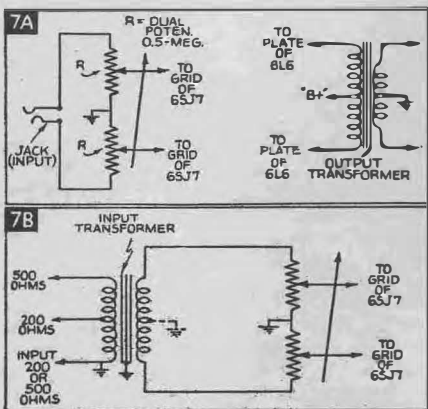 7A
R = DUAL
POTEN.
0.5-MEG.
R
TO
GRID
OF
6SJ7
JACK
(INPUT)
R
TO
GRID
OF
6SJ7
TO
PLATE
OF
6L6
"B+"
TO
PLATE
OF
6L6
OUTPUT
TRANSFORMER
7B
INPUT
TRANSFORMER
500
OHMS
200
OHMS
INPUT
200
OR
500
OHMS
TO
GRID
OF
6SJ7
TO
GRID
OF
6SJ7